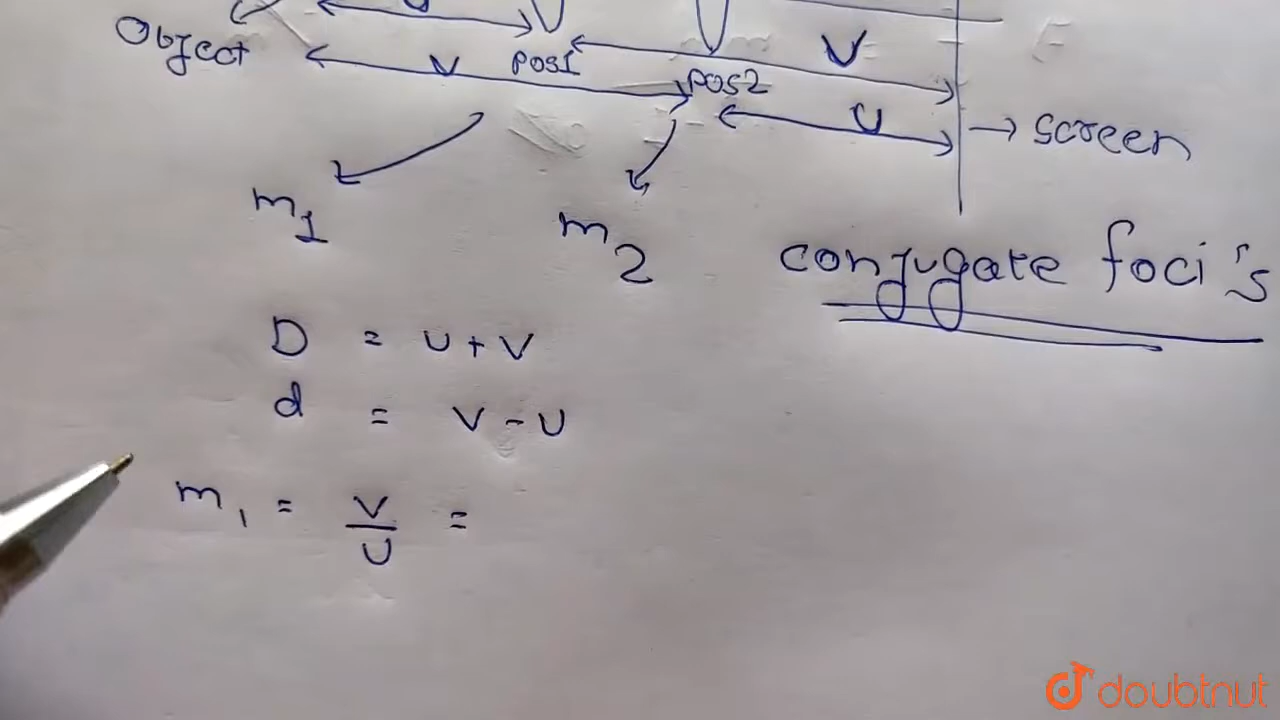 Object
U
V
V
pos1
pos2
U
→ screen
m1
m2
conjugate foci's
D = U + V
d = V - U
m1 = V/U =
doubtnut